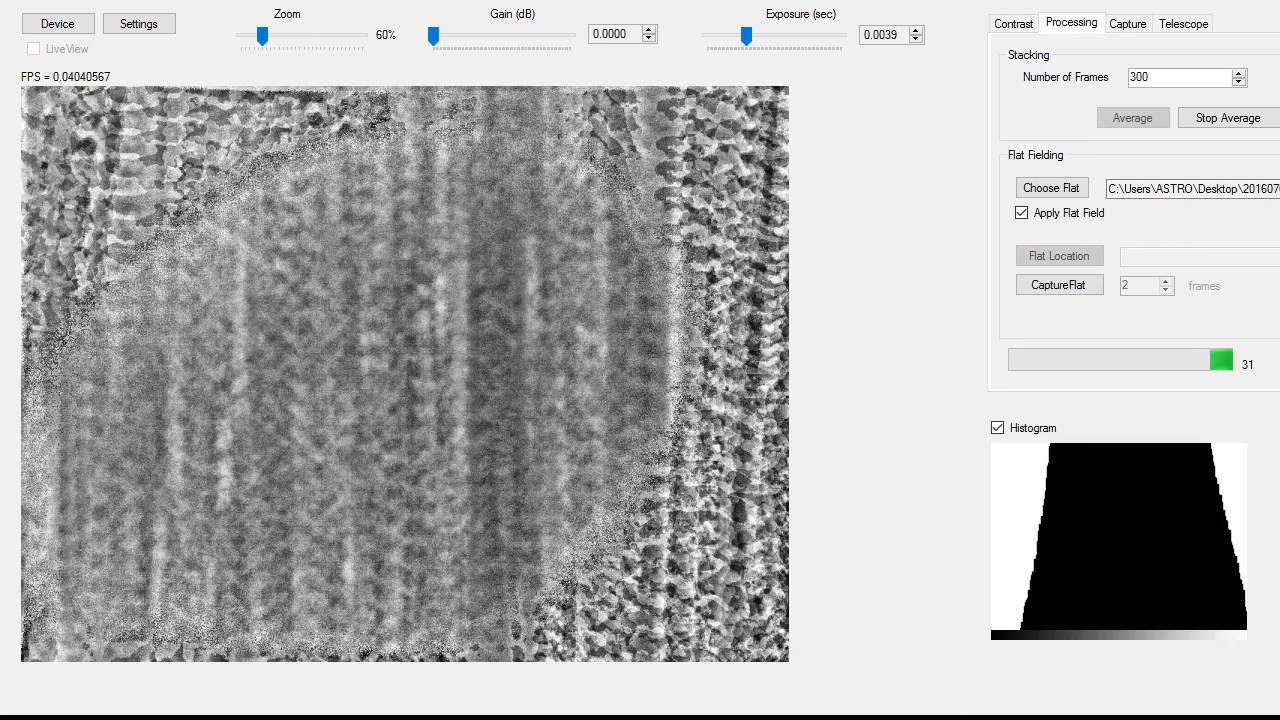 Zoom Gain (dB) Exposure (sec)
Device Settings 60% 0.0000 0.0039
LiveView
FPS = 0.04040567
Contrast Processing Capture Telescope
Stacking
Number of Frames 300
Average Stop Average
Flat Fielding
Choose Flat C:\Users\ASTRO\Desktop\201607
Apply Flat Field
Flat Location
CaptureFlat 2 frames
31
Histogram